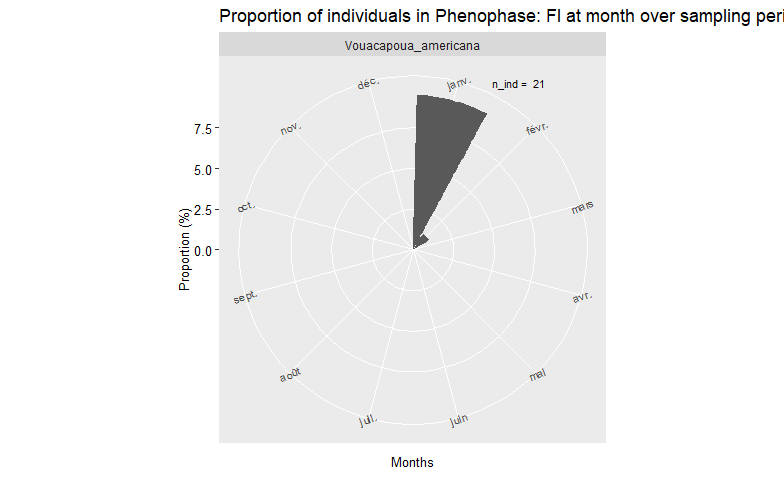 Proportion of individuals in Phenophase: Fl at month over sampling peri
Vouacapoua_americana
déc.
janv.
n_ind = 21
nov.
févr.
7.5
5.0
oct.
mars
2.5
Proportion (%)
0.0
sept.
avr.
août
mai
juil.
juin
Months